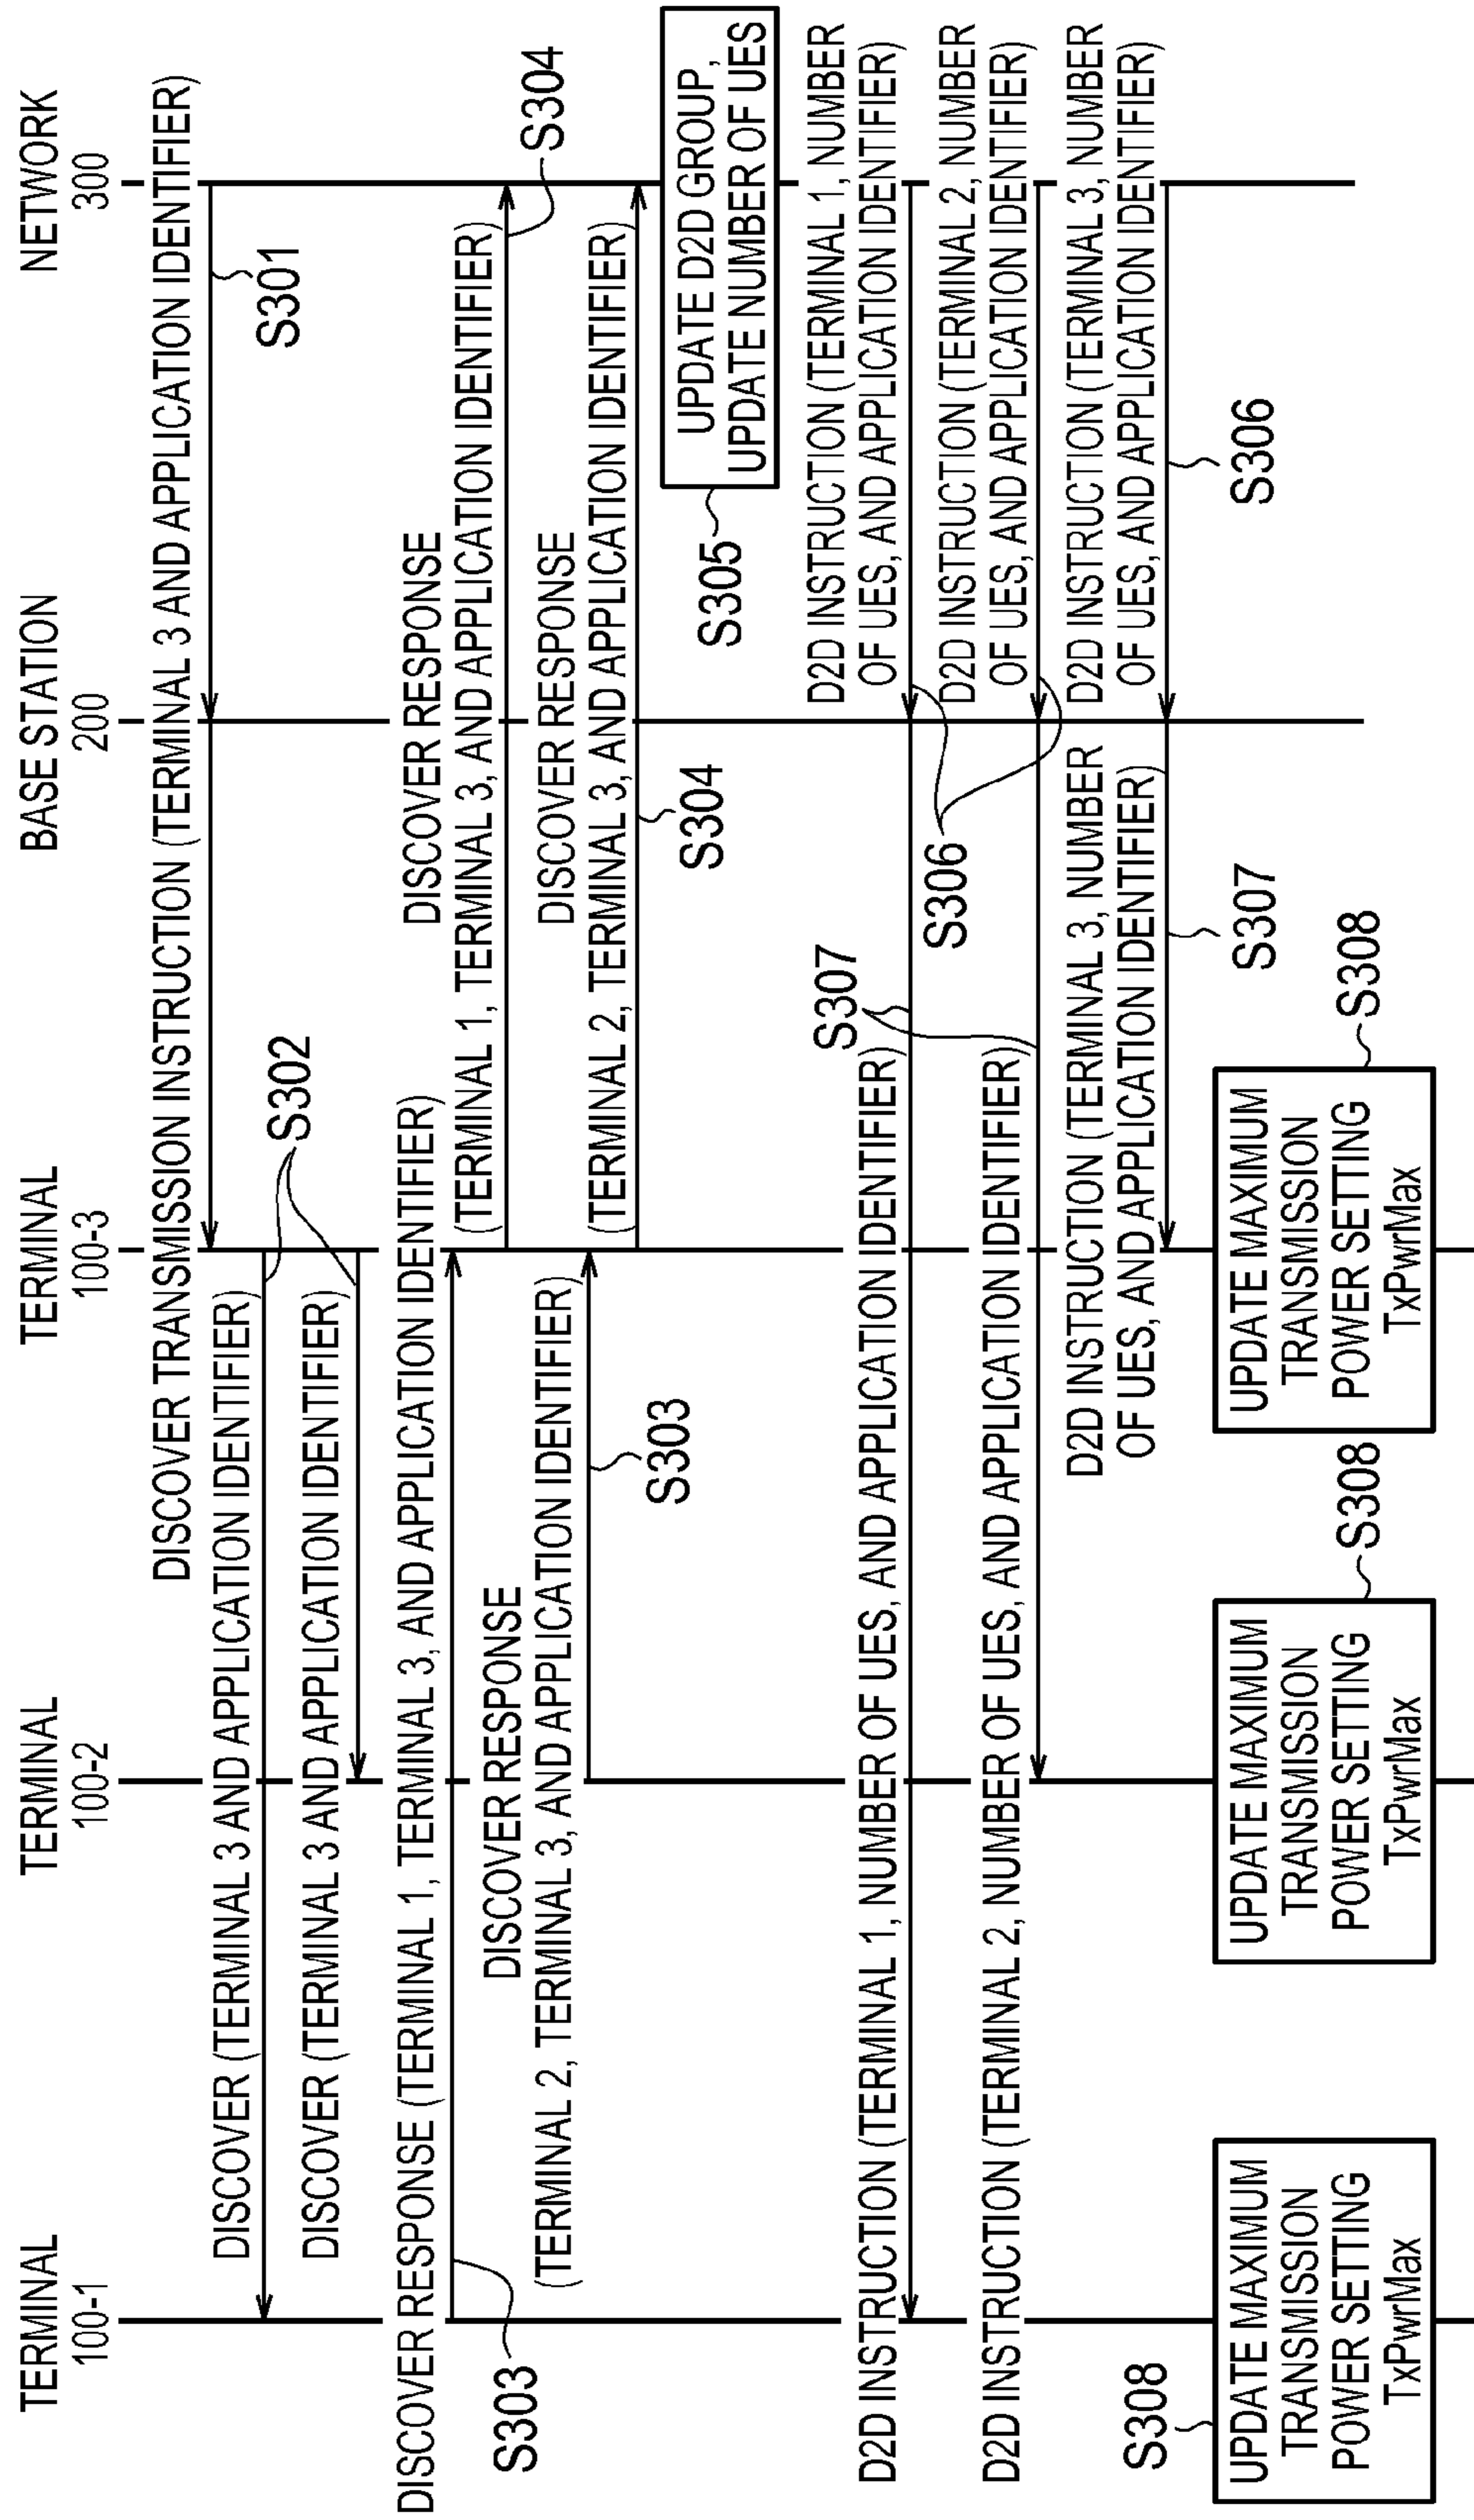 TERMINAL
100-1
TERMINAL
100-2
TERMINAL
100-3
BASE STATION
200
NETWORK
300
DISCOVER TRANSMISSION INSTRUCTION (TERMINAL 3 AND APPLICATION IDENTIFIER)
S301
DISCOVER (TERMINAL 3 AND APPLICATION IDENTIFIER)
S302
DISCOVER (TERMINAL 3 AND APPLICATION IDENTIFIER)
DISCOVER RESPONSE (TERMINAL 1, TERMINAL 3, AND APPLICATION IDENTIFIER)
S303
DISCOVER RESPONSE
(TERMINAL 1, TERMINAL 3, AND APPLICATION IDENTIFIER)
S304
DISCOVER RESPONSE
(TERMINAL 2, TERMINAL 3, AND APPLICATION IDENTIFIER)
S303
DISCOVER RESPONSE
(TERMINAL 2, TERMINAL 3, AND APPLICATION IDENTIFIER)
S304
UPDATE D2D GROUP,
UPDATE NUMBER OF UES
S305
D2D INSTRUCTION (TERMINAL 1, NUMBER
OF UES, AND APPLICATION IDENTIFIER)
D2D INSTRUCTION (TERMINAL 1, NUMBER OF UES, AND APPLICATION IDENTIFIER)
S307
S306
D2D INSTRUCTION (TERMINAL 2, NUMBER
OF UES, AND APPLICATION IDENTIFIER)
D2D INSTRUCTION (TERMINAL 2, NUMBER OF UES, AND APPLICATION IDENTIFIER)
D2D INSTRUCTION (TERMINAL 3, NUMBER
OF UES, AND APPLICATION IDENTIFIER)
S306
D2D INSTRUCTION (TERMINAL 3, NUMBER
OF UES, AND APPLICATION IDENTIFIER)
S307
S308
UPDATE MAXIMUM
TRANSMISSION
POWER SETTING
TxPwrMax
S308
UPDATE MAXIMUM
TRANSMISSION
POWER SETTING
TxPwrMax
S308
UPDATE MAXIMUM
TRANSMISSION
POWER SETTING
TxPwrMax